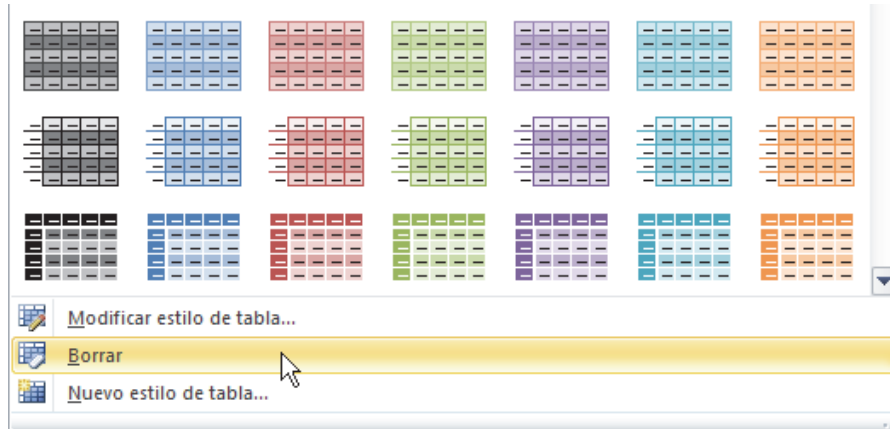 Modificar estilo de tabla...
Borrar
Nuevo estilo de tabla...